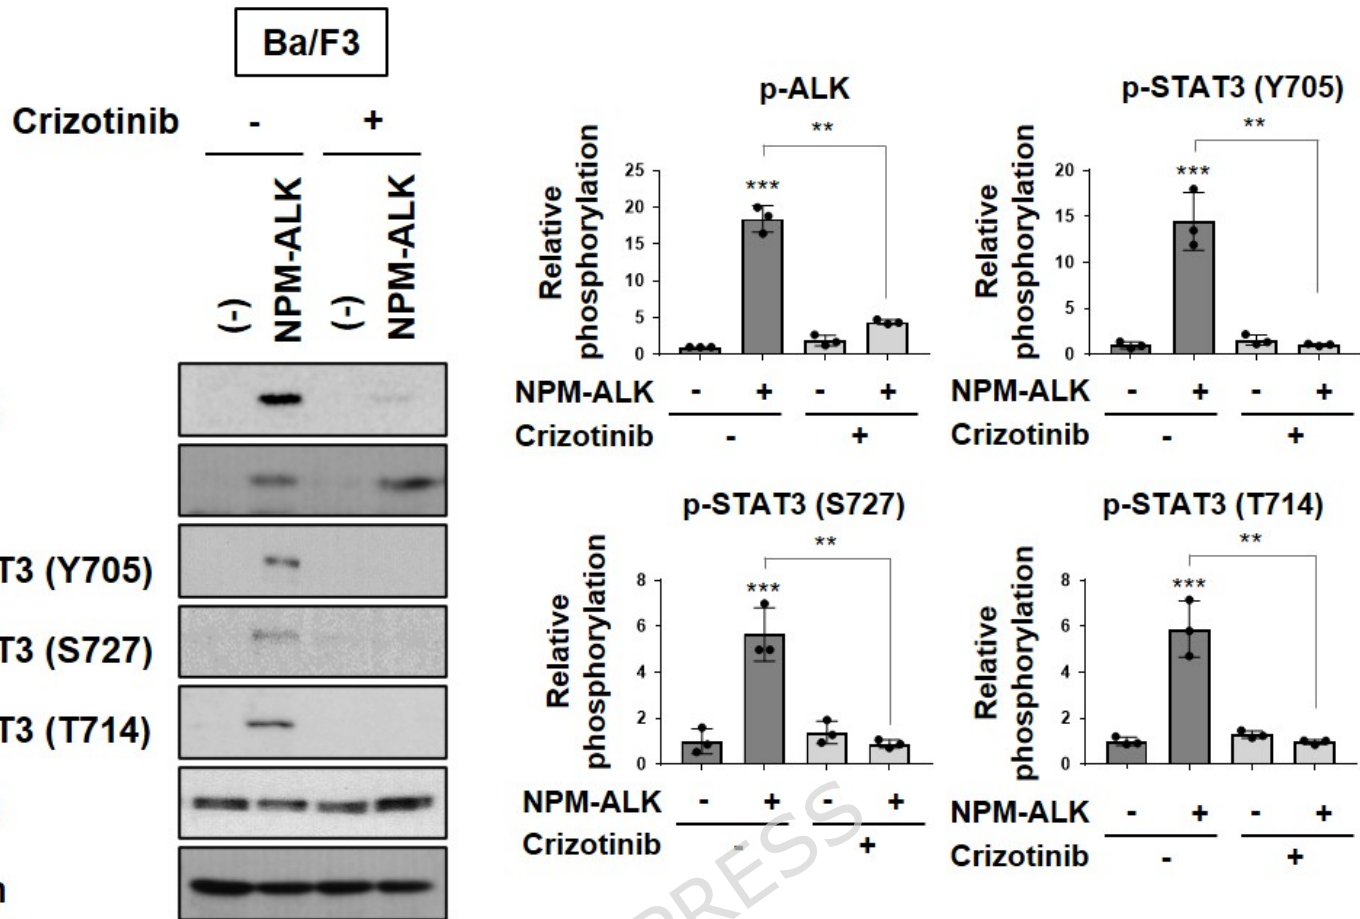 Ba/F3
Crizotinib - +
(-) NPM-ALK (-) NPM-ALK
T3 (Y705)
T3 (S727)
T3 (T714)
n
p-ALK
**
***
Relative
phosphorylation
25
20
15
10
5
0
NPM-ALK - + - +
Crizotinib - +
p-STAT3 (Y705)
**
***
Relative
phosphorylation
20
15
10
5
0
NPM-ALK - + - +
Crizotinib - +
p-STAT3 (S727)
**
***
Relative
phosphorylation
8
6
4
2
0
NPM-ALK - + - +
Crizotinib - +
p-STAT3 (T714)
**
***
Relative
phosphorylation
8
6
4
2
0
NPM-ALK - + - +
Crizotinib - +
PRESS